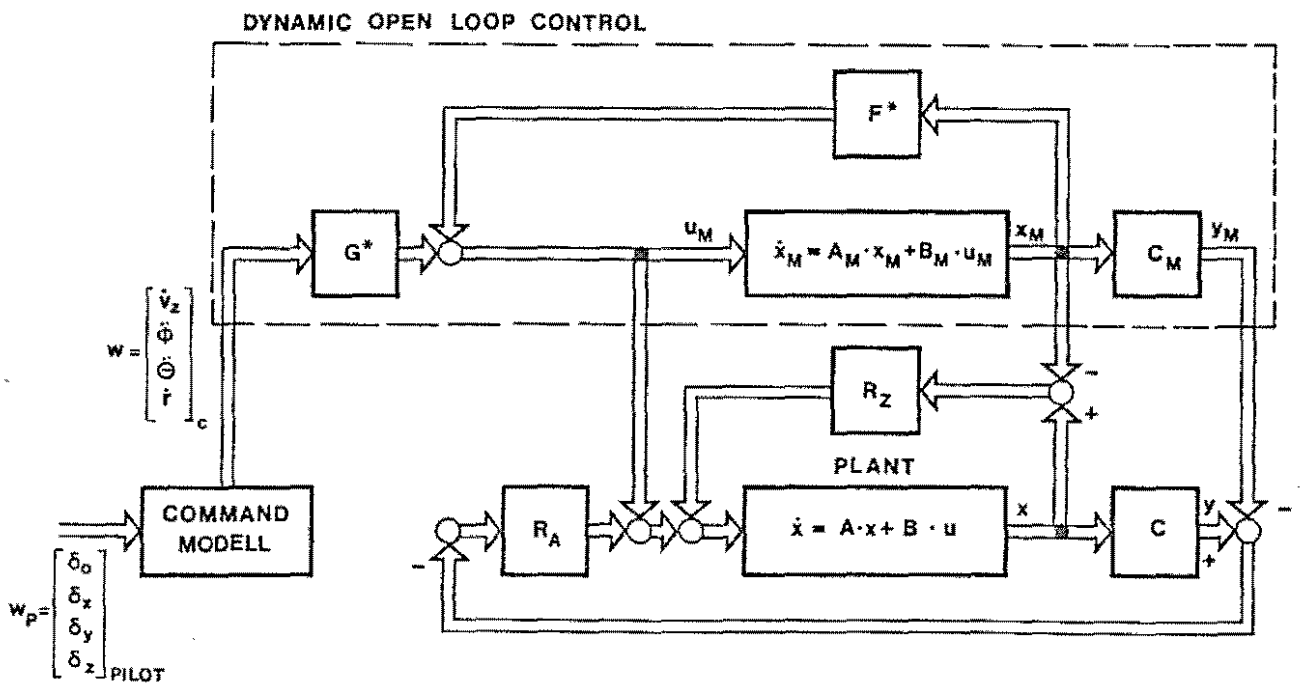 DYNAMIC OPEN LOOP CONTROL
F*
G*
u_M
ẋ_M = A_M · x_M + B_M · u_M
x_M
C_M
y_M
w = [ v̇_z
Φ̈
Θ̈
ṙ ]_c
R_Z
−
+
PLANT
COMMAND
MODELL
R_A
ẋ = A·x + B · u
x
C
y
−
+
−
w_P = [ δ_o
δ_x
δ_y
δ_z ]_PILOT